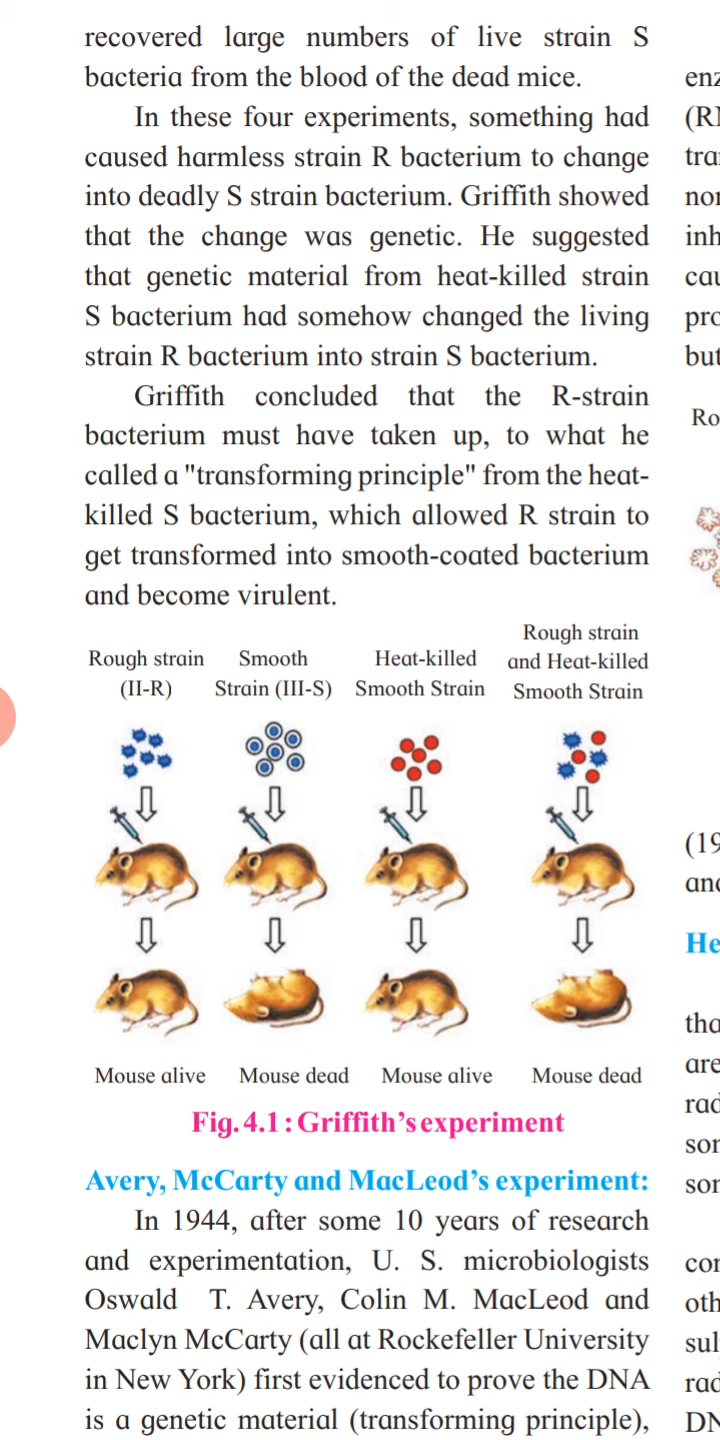 recovered large numbers of live strain S
bacteria from the blood of the dead mice.
In these four experiments, something had
caused harmless strain R bacterium to change
into deadly S strain bacterium. Griffith showed
that the change was genetic. He suggested
that genetic material from heat-killed strain
S bacterium had somehow changed the living
strain R bacterium into strain S bacterium.
Griffith concluded that the R-strain
bacterium must have taken up, to what he
called a "transforming principle" from the heat-
killed S bacterium, which allowed R strain to
get transformed into smooth-coated bacterium
and become virulent.
Rough strain
(II-R)
Smooth
Strain (III-S)
Heat-killed
Smooth Strain
Rough strain
and Heat-killed
Smooth Strain
Mouse alive
Mouse dead
Mouse alive
Mouse dead
Fig.4.1:Griffith's experiment
Avery, McCarty and MacLeod's experiment:
In 1944, after some 10 years of research
and experimentation, U. S. microbiologists
Oswald T. Avery, Colin M. MacLeod and
Maclyn McCarty (all at Rockefeller University
in New York) first evidenced to prove the DNA
is a genetic material (transforming principle),